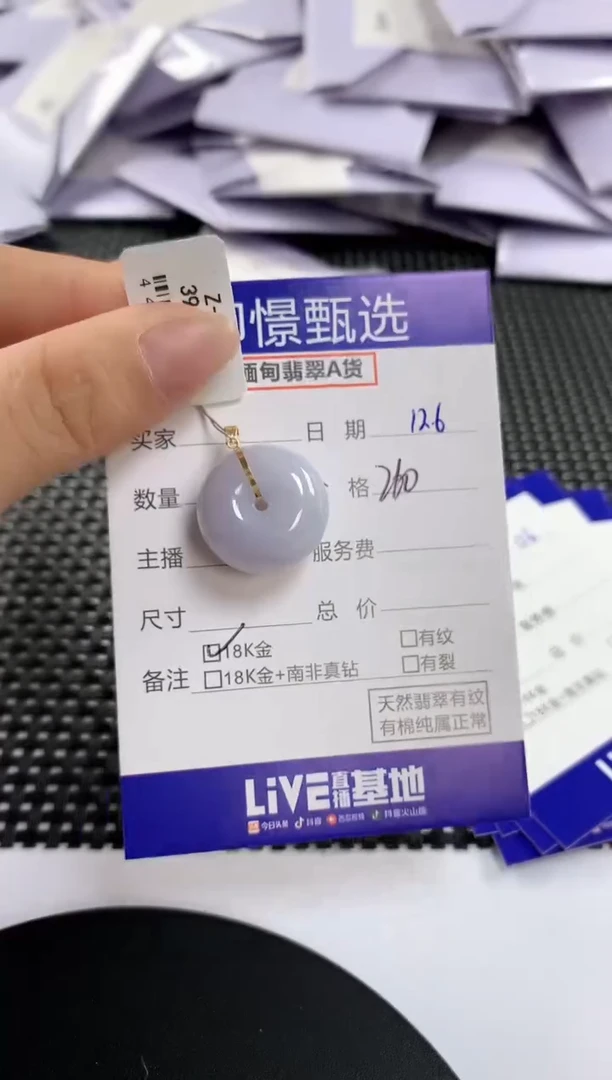 Z-
39
44
憬甄选
缅甸翡翠A货
买家 日 期 12.6
数量 格 260
主播 服务费
尺寸 总 价
备注 18K金 有纹
18K金+南非真钻 有裂
天然翡翠有纹
有棉纯属正常
LiVE直播基地
今日头条 抖音 西瓜视频 抖音火山版